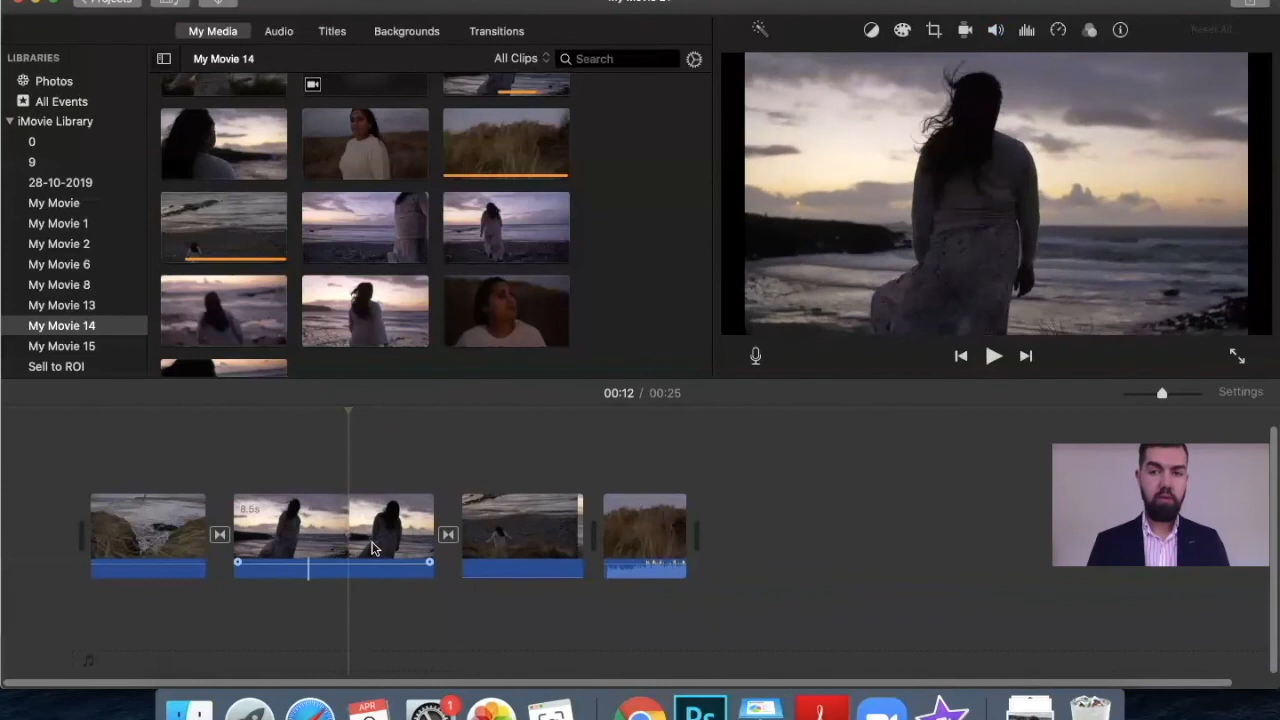 Projects
My Media
Audio
Titles
Backgrounds
Transitions
LIBRARIES
Photos
All Events
iMovie Library
0
9
28-10-2019
My Movie
My Movie 1
My Movie 2
My Movie 6
My Movie 8
My Movie 13
My Movie 14
My Movie 15
Sell to ROI
My Movie 14
All Clips
Search
00:12 / 00:25
Settings
8.5s
APR
1
Ps